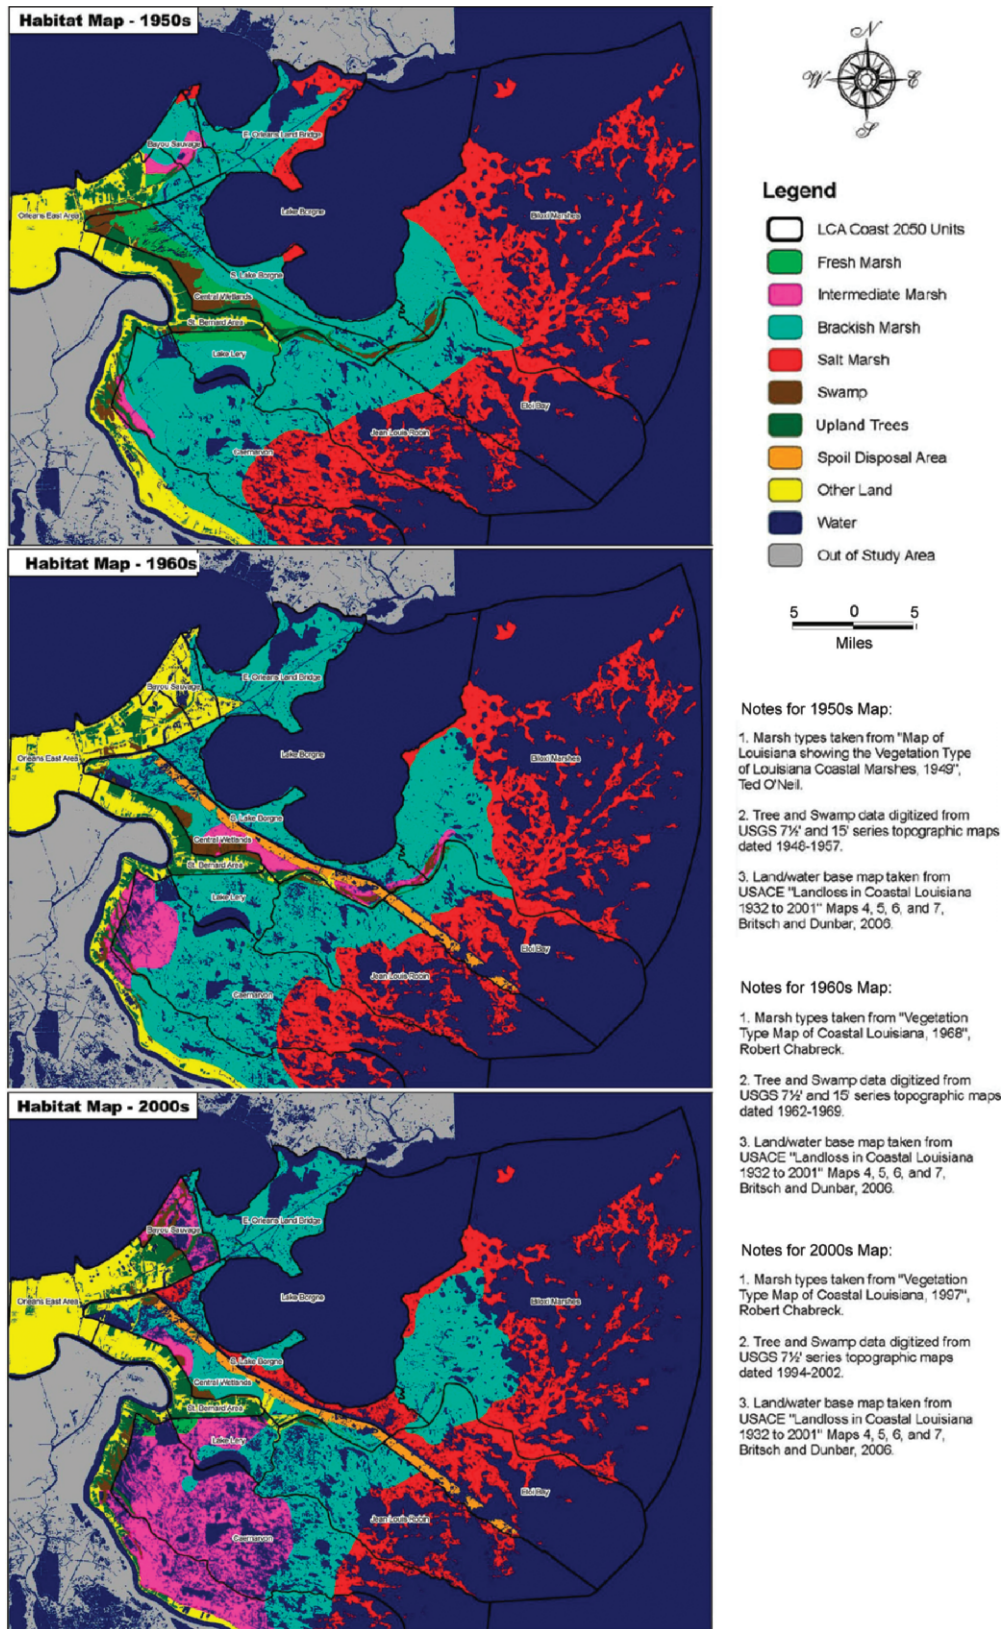 Habitat Map - 1950s
E. Orleans Land Bridge
Bayou Sauvage
Orleans East Area
Lake Borgne
Biloxi Marshes
S. Lake Borgne
Central Wetlands
St. Bernard Area
Lake Lery
Eloi Bay
Jean Louis Robin
Caernarvon
Habitat Map - 1960s
E. Orleans Land Bridge
Bayou Sauvage
Orleans East Area
Lake Borgne
Biloxi Marshes
S. Lake Borgne
Central Wetlands
St. Bernard Area
Lake Lery
Eloi Bay
Jean Louis Robin
Caernarvon
Habitat Map - 2000s
E. Orleans Land Bridge
Bayou Sauvage
Orleans East Area
Lake Borgne
Biloxi Marshes
S. Lake Borgne
Central Wetlands
St. Bernard Area
Lake Lery
Eloi Bay
Jean Louis Robin
Caernarvon
N
W E
S
Legend
LCA Coast 2050 Units
Fresh Marsh
Intermediate Marsh
Brackish Marsh
Salt Marsh
Swamp
Upland Trees
Spoil Disposal Area
Other Land
Water
Out of Study Area
5 0 5
Miles
Notes for 1950s Map:
1. Marsh types taken from "Map of
Louisiana showing the Vegetation Type
of Louisiana Coastal Marshes, 1949",
Ted O'Neil.
2. Tree and Swamp data digitized from
USGS 7½' and 15' series topographic maps
dated 1948-1957.
3. Land/water base map taken from
USACE "Landloss in Coastal Louisiana
1932 to 2001" Maps 4, 5, 6, and 7,
Britsch and Dunbar, 2006.
Notes for 1960s Map:
1. Marsh types taken from "Vegetation
Type Map of Coastal Louisiana, 1968",
Robert Chabreck.
2. Tree and Swamp data digitized from
USGS 7½' and 15' series topographic maps
dated 1962-1969.
3. Land/water base map taken from
USACE "Landloss in Coastal Louisiana
1932 to 2001" Maps 4, 5, 6, and 7,
Britsch and Dunbar, 2006.
Notes for 2000s Map:
1. Marsh types taken from "Vegetation
Type Map of Coastal Louisiana, 1997",
Robert Chabreck.
2. Tree and Swamp data digitized from
USGS 7½' series topographic maps
dated 1994-2002.
3. Land/water base map taken from
USACE "Landloss in Coastal Louisiana
1932 to 2001" Maps 4, 5, 6, and 7,
Britsch and Dunbar, 2006.